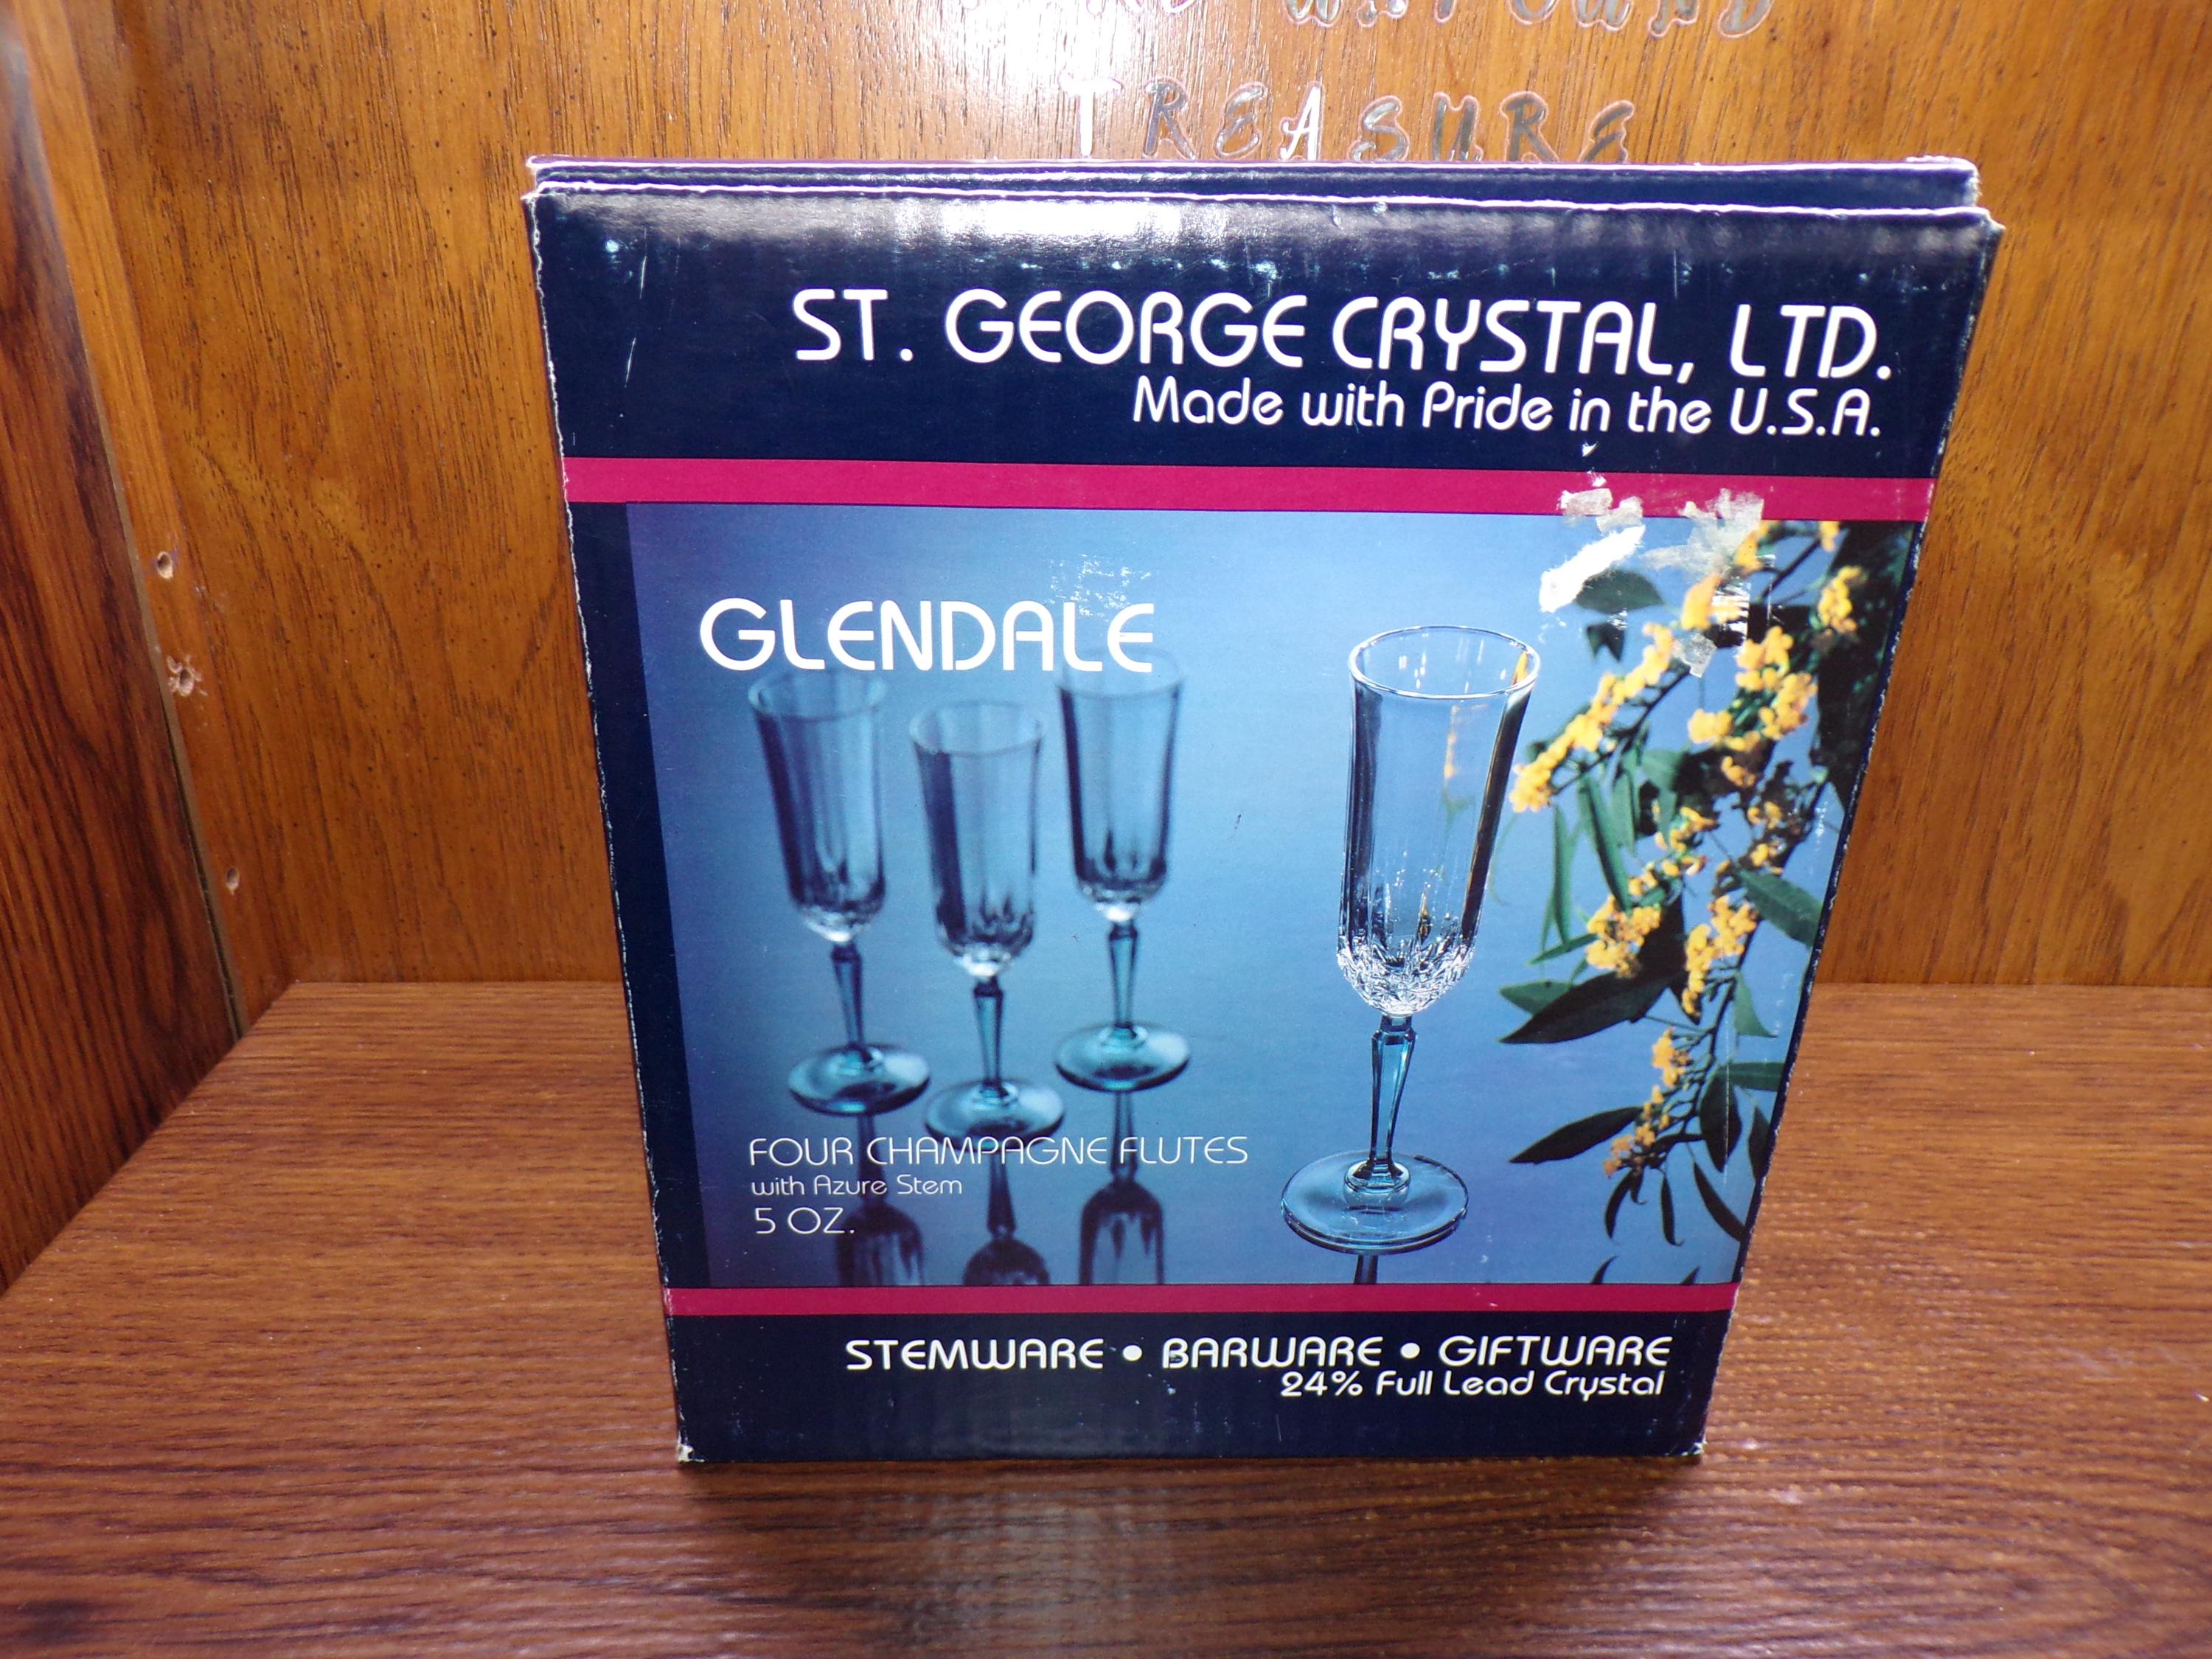 TREASURE
ST. GEORGE CRYSTAL, LTD.
Made with Pride in the U.S.A.
GLENDALE
FOUR CHAMPAGNE FLUTES
with Azure Stem
5 OZ.
STEMWARE • BARWARE • GIFTWARE
24% Full Lead Crystal